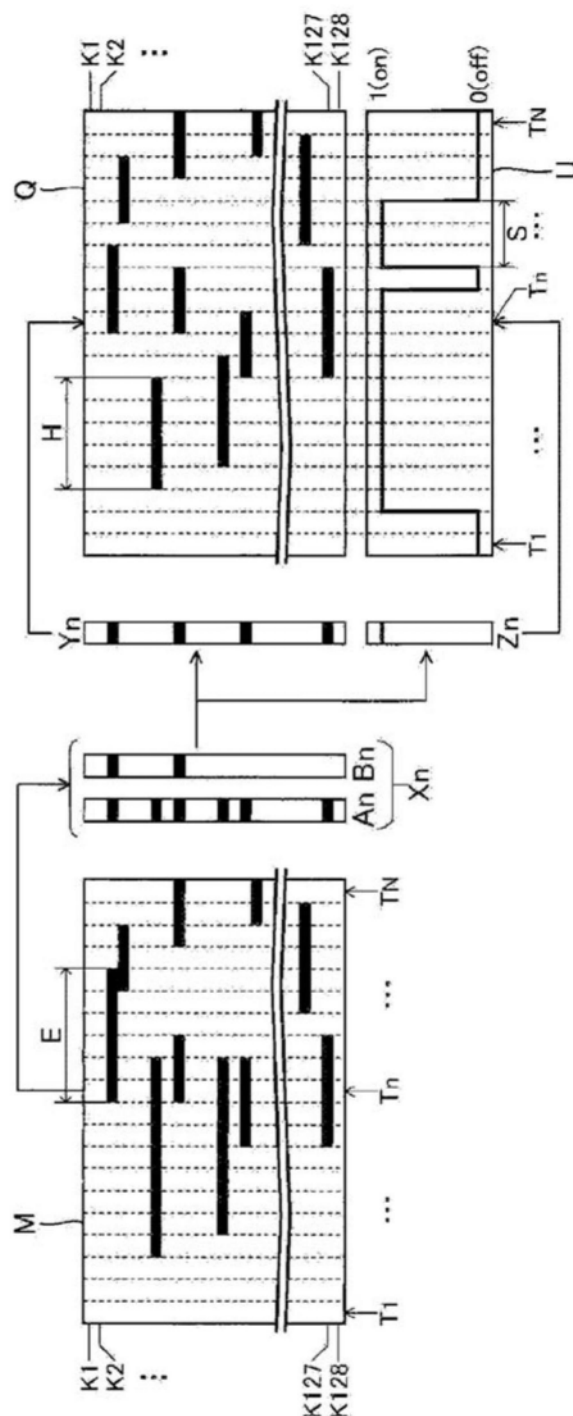 M
E
K1
K2
⋮
K127
K128
T1
...
Tn
...
TN
An
Bn
Xn
Yn
Zn
H
Q
K1
K2
⋮
K127
K128
1(on)
0(off)
S
T1
...
Tn
...
U
TN